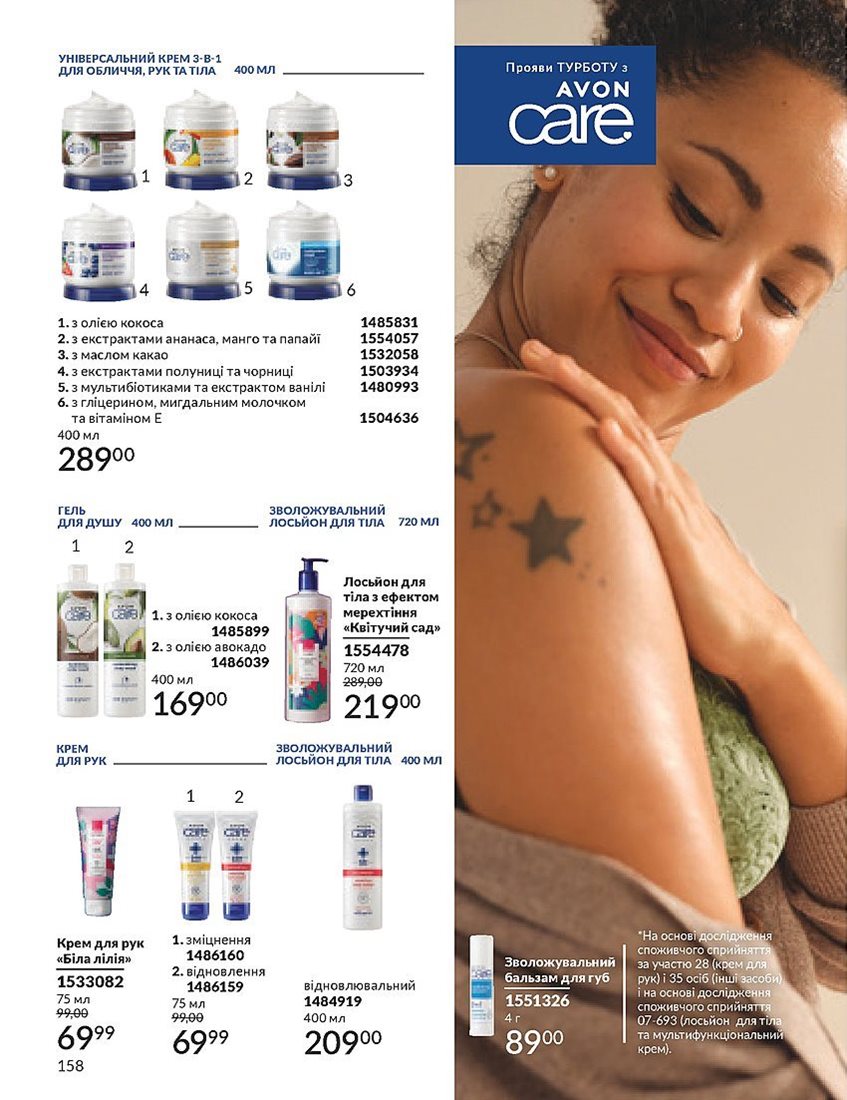 УНІВЕРСАЛЬНИЙ КРЕМ 3-В-1
ДЛЯ ОБЛИЧЧЯ, РУК ТА ТІЛА 400 МЛ
1
2
3
4
5
6
1. з олією кокоса 1485831
2. з екстрактами ананаса, манго та папайї 1554057
3. з маслом какао 1532058
4. з екстрактами полуниці та чорниці 1503934
5. з мультибіотиками та екстрактом ванілі 1480993
6. з гліцерином, мигдальним молочком
та вітаміном Е 1504636
400 мл
289⁰⁰
ГЕЛЬ
ДЛЯ ДУШУ 400 МЛ
1 2
1. з олією кокоса
1485899
2. з олією авокадо
1486039
400 мл
169⁰⁰
ЗВОЛОЖУВАЛЬНИЙ
ЛОСЬЙОН ДЛЯ ТІЛА 720 МЛ
Лосьйон для
тіла з ефектом
мерехтіння
«Квітучий сад»
1554478
720 мл
289,00
219⁰⁰
КРЕМ
ДЛЯ РУК
Крем для рук
«Біла лілія»
1533082
75 мл
99,00
69⁹⁹
1 2
care
care
1. зміцнення
1486160
2. відновлення
1486159
75 мл
99,00
69⁹⁹
ЗВОЛОЖУВАЛЬНИЙ
ЛОСЬЙОН ДЛЯ ТІЛА 400 МЛ
care
відновлювальний
1484919
400 мл
209⁰⁰
158
Прояви ТУРБОТУ з
AVON
care
care
Зволожувальний
бальзам для губ
1551326
4 г
89⁰⁰
*На основі дослідження
споживчого сприйняття
за участю 28 (крем для
рук) і 35 осіб (інші засоби)
і на основі дослідження
споживчого сприйняття
07-693 (лосьйон для тіла
та мультифункціональний
крем).